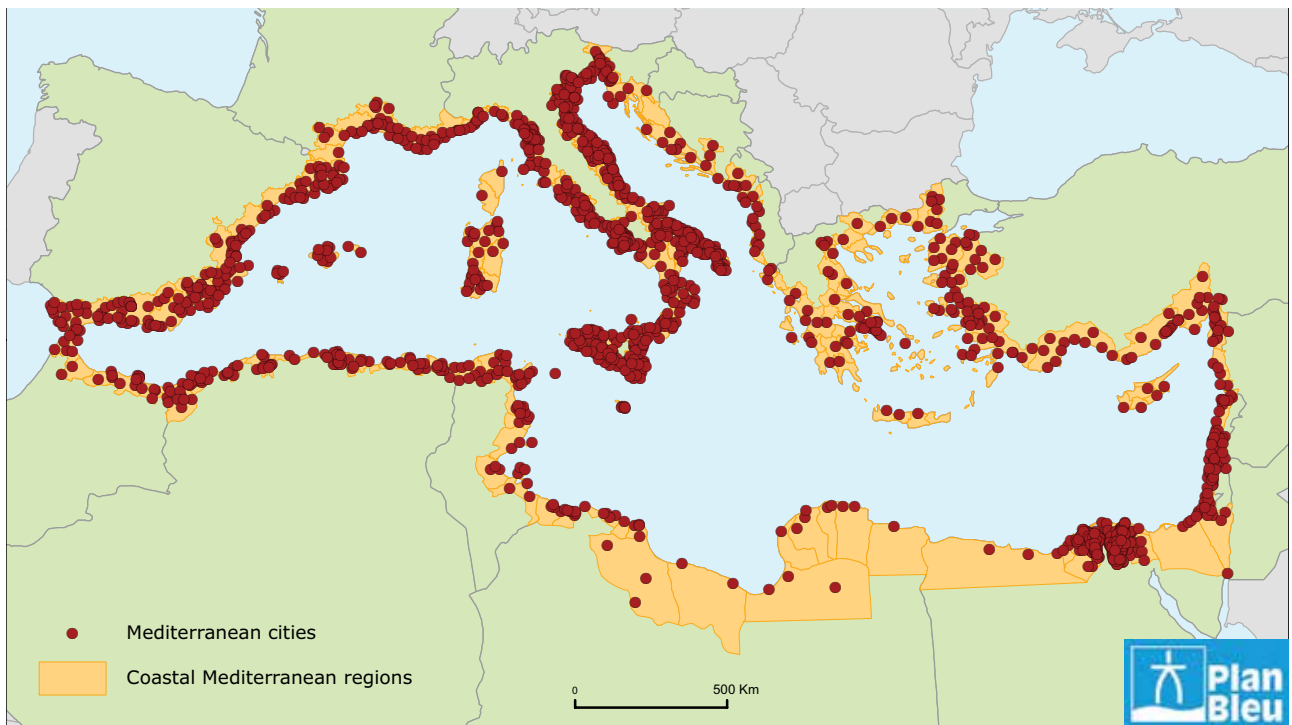 Mediterranean cities
Coastal Mediterranean regions
0
500 Km
Plan
Bleu